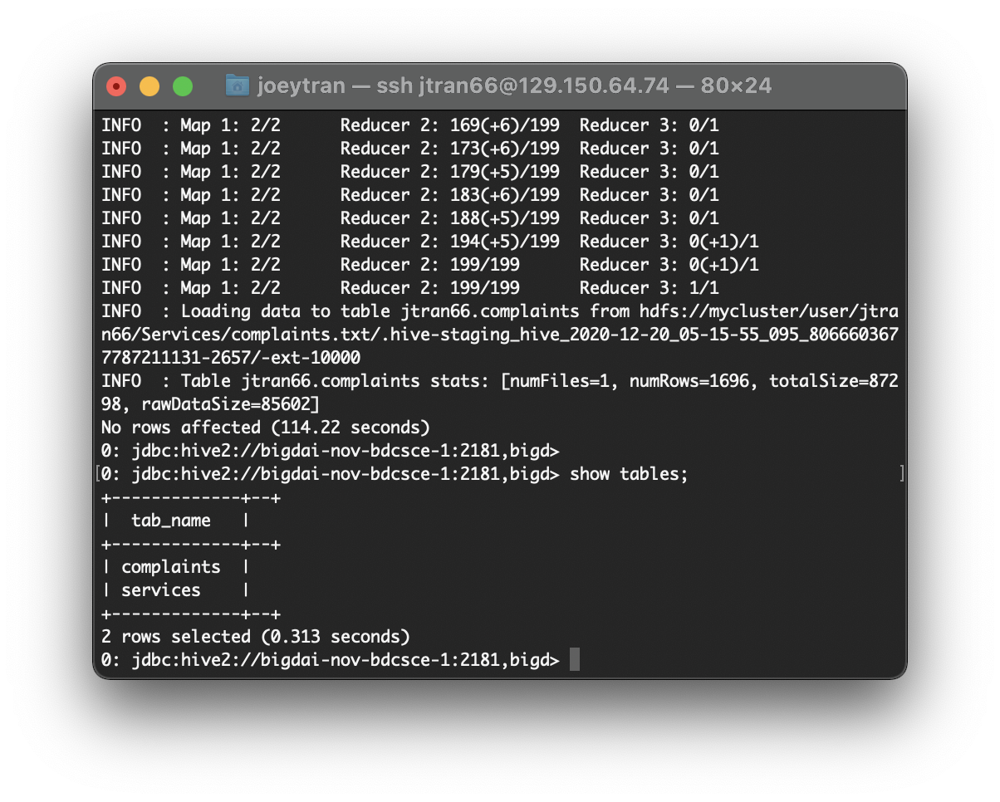 joeytran — ssh jtran66@129.150.64.74 — 80×24
INFO  : Map 1: 2/2      Reducer 2: 169(+6)/199  Reducer 3: 0/1
INFO  : Map 1: 2/2      Reducer 2: 173(+6)/199  Reducer 3: 0/1
INFO  : Map 1: 2/2      Reducer 2: 179(+5)/199  Reducer 3: 0/1
INFO  : Map 1: 2/2      Reducer 2: 183(+6)/199  Reducer 3: 0/1
INFO  : Map 1: 2/2      Reducer 2: 188(+5)/199  Reducer 3: 0/1
INFO  : Map 1: 2/2      Reducer 2: 194(+5)/199  Reducer 3: 0(+1)/1
INFO  : Map 1: 2/2      Reducer 2: 199/199      Reducer 3: 0(+1)/1
INFO  : Map 1: 2/2      Reducer 2: 199/199      Reducer 3: 1/1
INFO  : Loading data to table jtran66.complaints from hdfs://mycluster/user/jtra
n66/Services/complaints.txt/.hive-staging_hive_2020-12-20_05-15-55_095_806660367
7787211131-2657/-ext-10000
INFO  : Table jtran66.complaints stats: [numFiles=1, numRows=1696, totalSize=872
98, rawDataSize=85602]
No rows affected (114.22 seconds)
0: jdbc:hive2://bigdai-nov-bdcsce-1:2181,bigd>
[0: jdbc:hive2://bigdai-nov-bdcsce-1:2181,bigd> show tables;                    ]
+-------------+--+
|  tab_name   |
+-------------+--+
| complaints  |
| services    |
+-------------+--+
2 rows selected (0.313 seconds)
0: jdbc:hive2://bigdai-nov-bdcsce-1:2181,bigd>